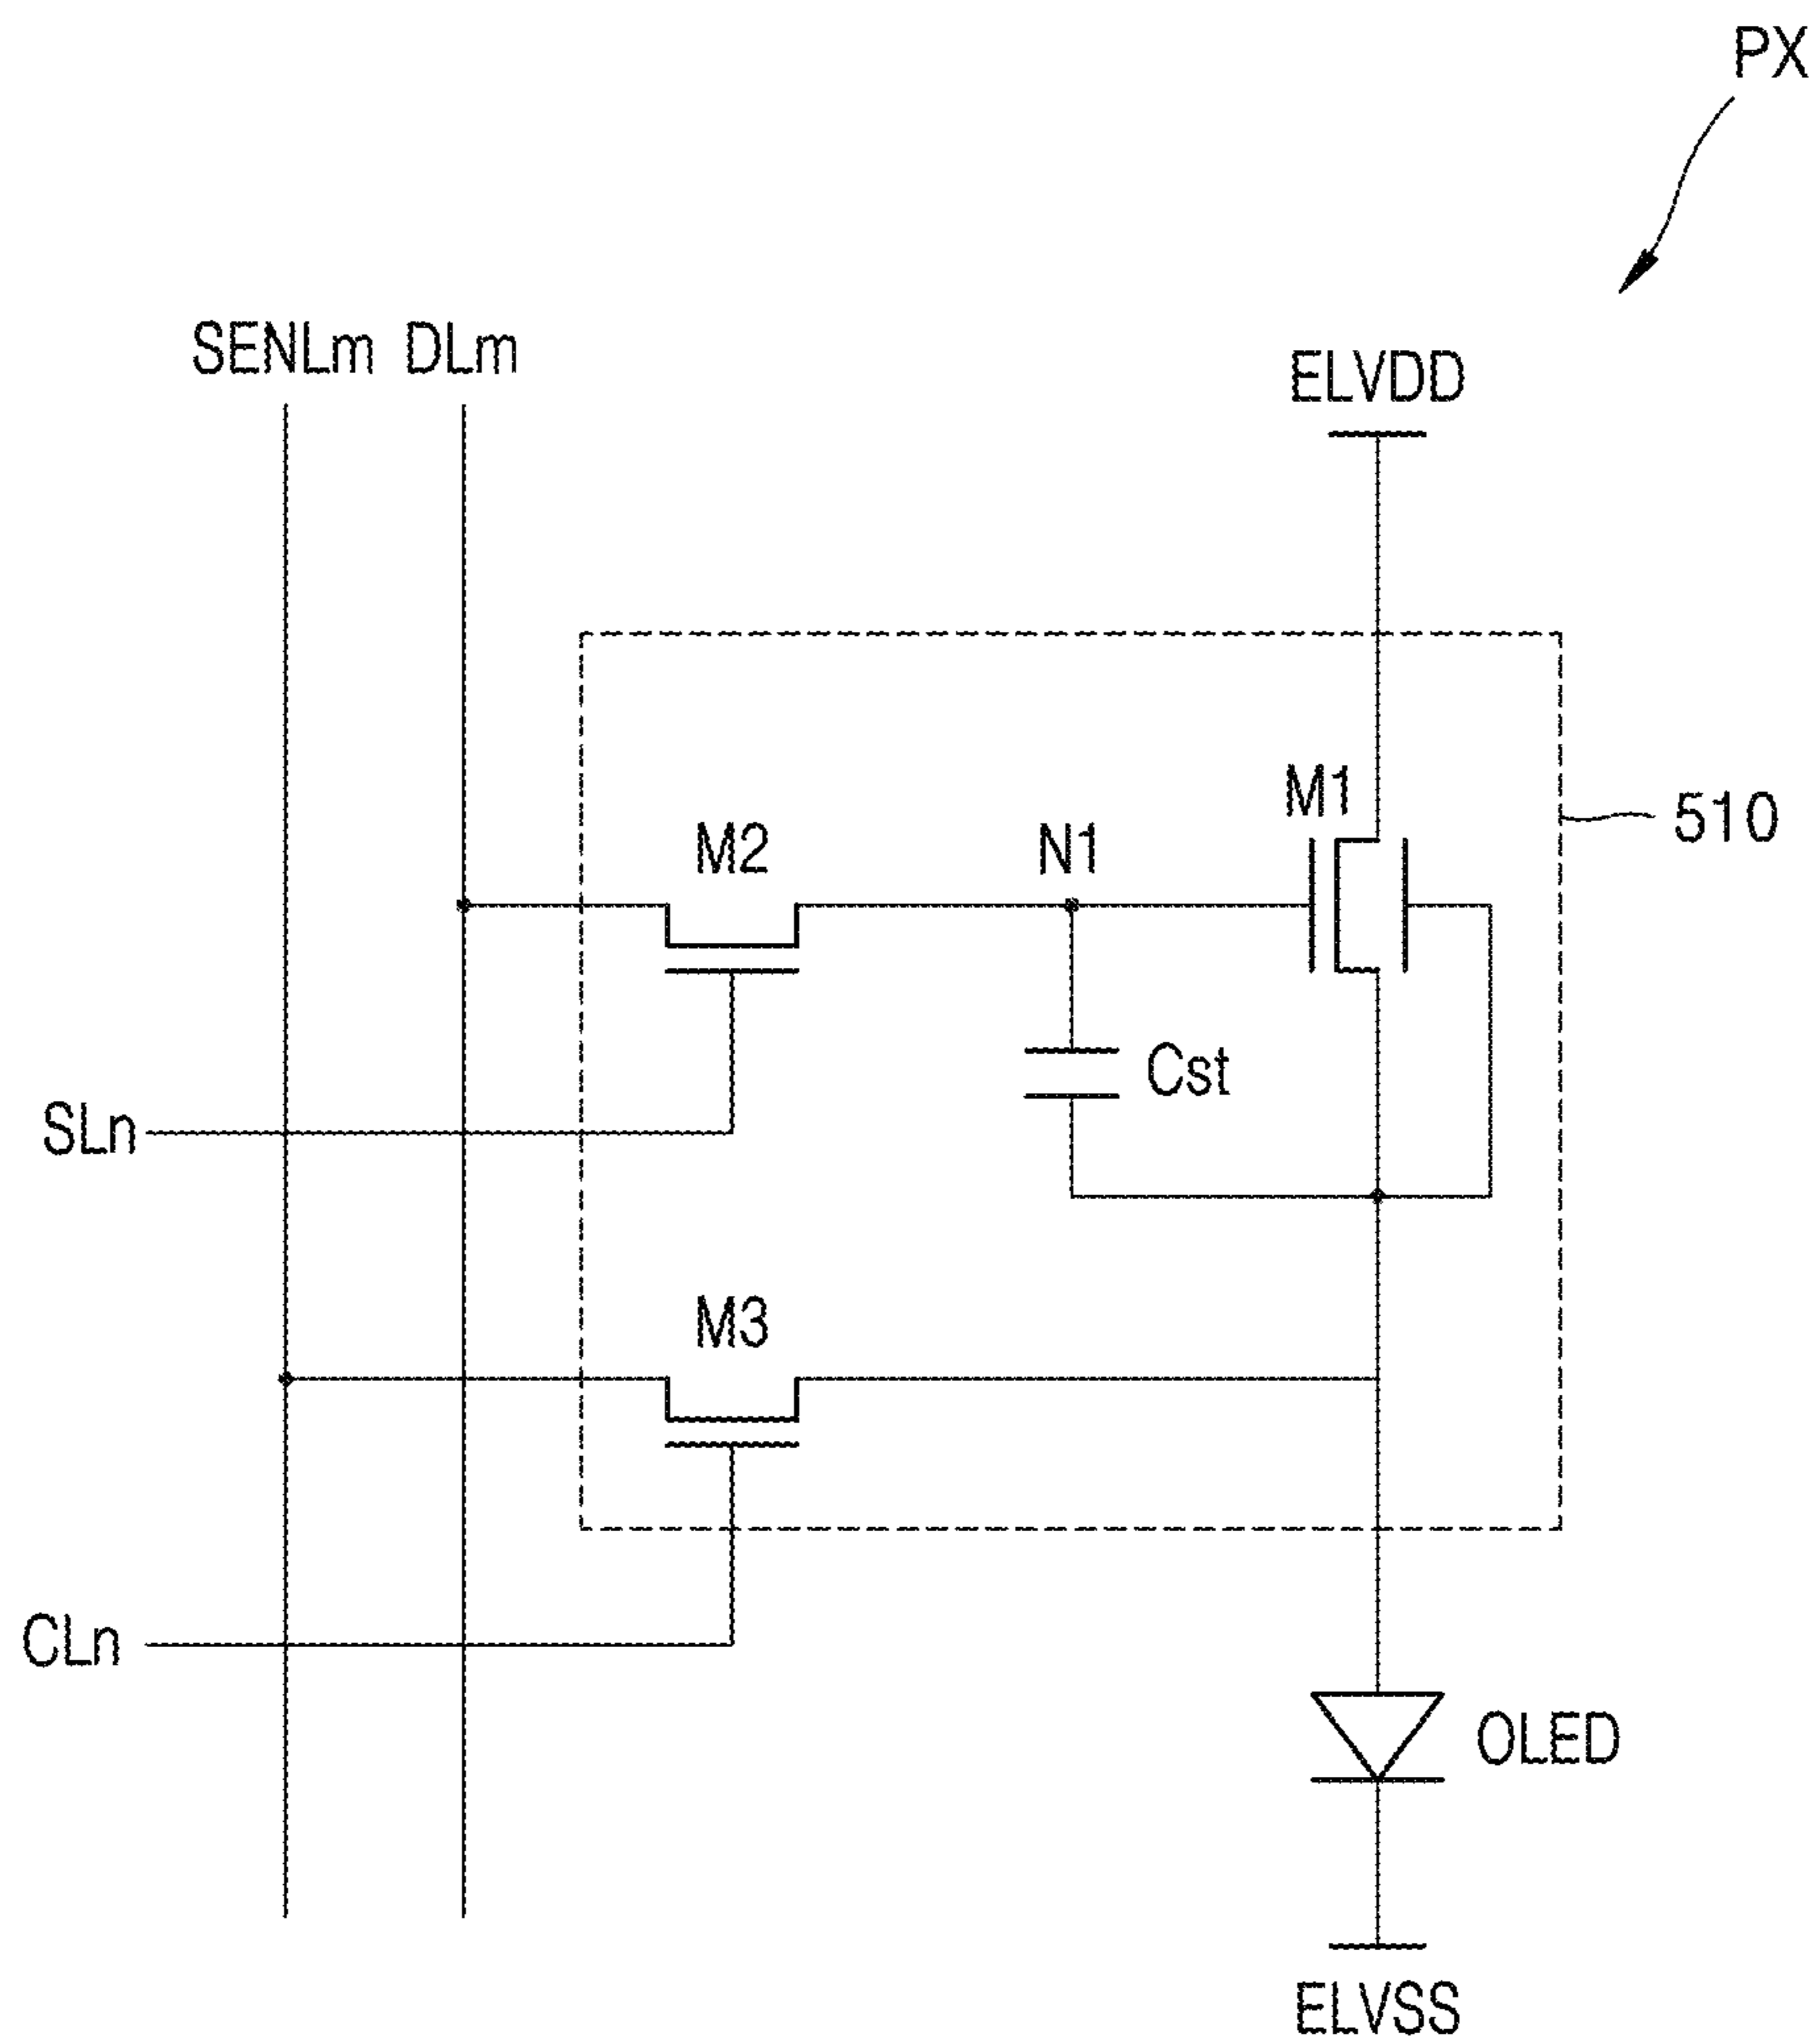 PX
SENLm DLm
ELVDD
M1
510
M2
N1
Cst
SLn
M3
CLn
OLED
ELVSS